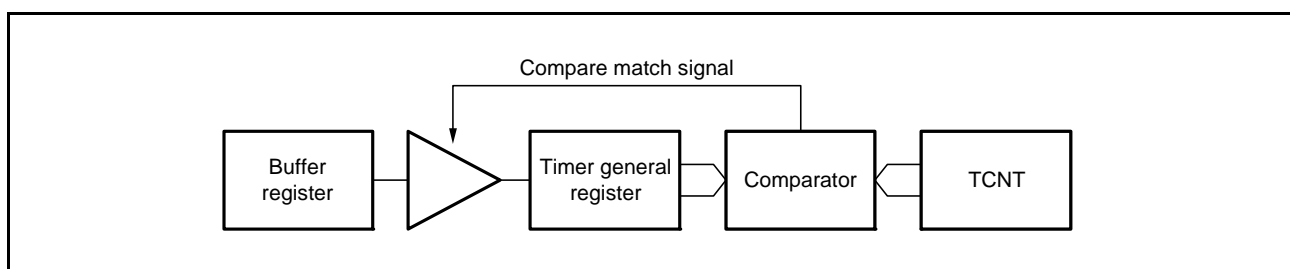 Compare match signal
Buffer
register
Timer general
register
Comparator
TCNT